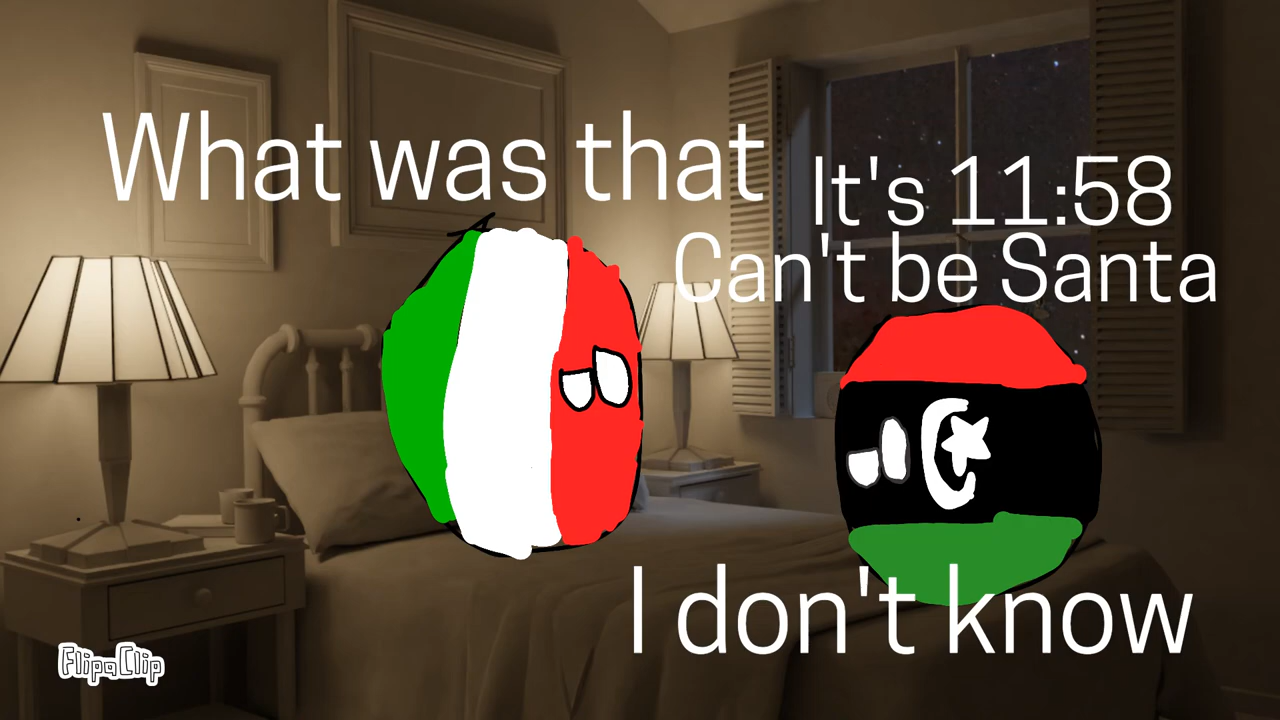 What was that
It's 11:58
Can't be Santa
I don't know
FlipaClip